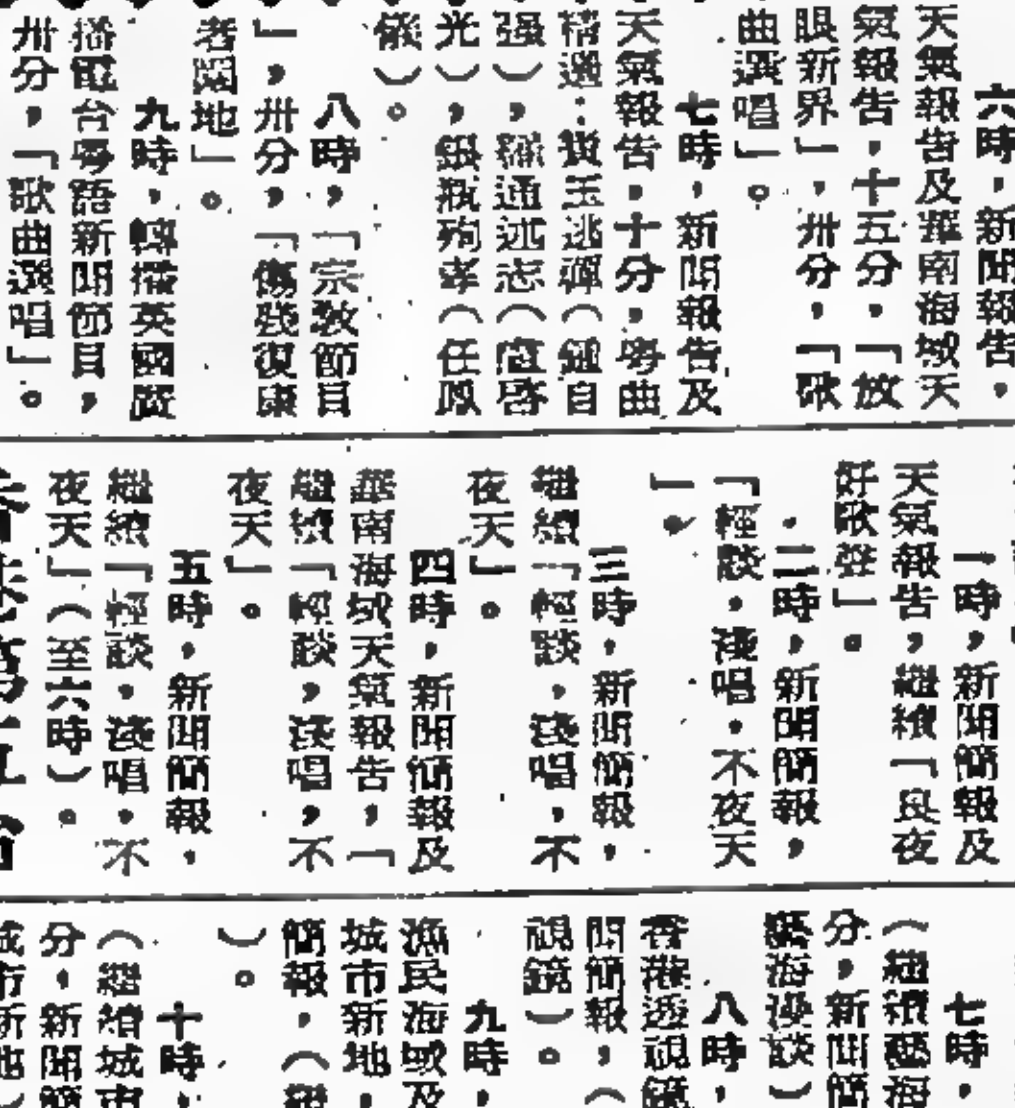 六時，新聞報告，
天氣報告及華南海域天
氣報告，十五分，「放
眼新界」，卅分，「歌
曲選唱」。
七時，新聞報告及
天氣報告，十分，粵曲
精選：寶玉逃禪（鍾自
强），繼通述志（
光），銀瓶殉孝（任鳳
儀）。
八時，「宗教節目
」，卅分，「傷殘復康
者園地」。
九時，轉播英國廣
播電台粵語新聞節目，
卅分，「歌曲選唱」。
一時，新聞簡報及
天氣報告，繼續「良夜
好歌聲」。
二時，新聞簡報，
「輕談，淺唱，不夜天
」。
三時，新聞簡報，
繼續「輕談，淺唱，不
夜天」。
四時，新聞簡報及
華南海域天氣報告，「
繼續「輕談，淺唱，不
夜天」。
五時，新聞簡報，
繼續「輕談，淺唱，不
夜天」（至六時）。
七時，
（繼續藝海
分，新聞簡
藝海漫談）
八時，
香港透視鏡
聞簡報，（
視鏡）。
九時，
漁民海域及
城市新地，
簡報，（
）。
十時，
（繼續城市
分，新聞簡
城市新地）